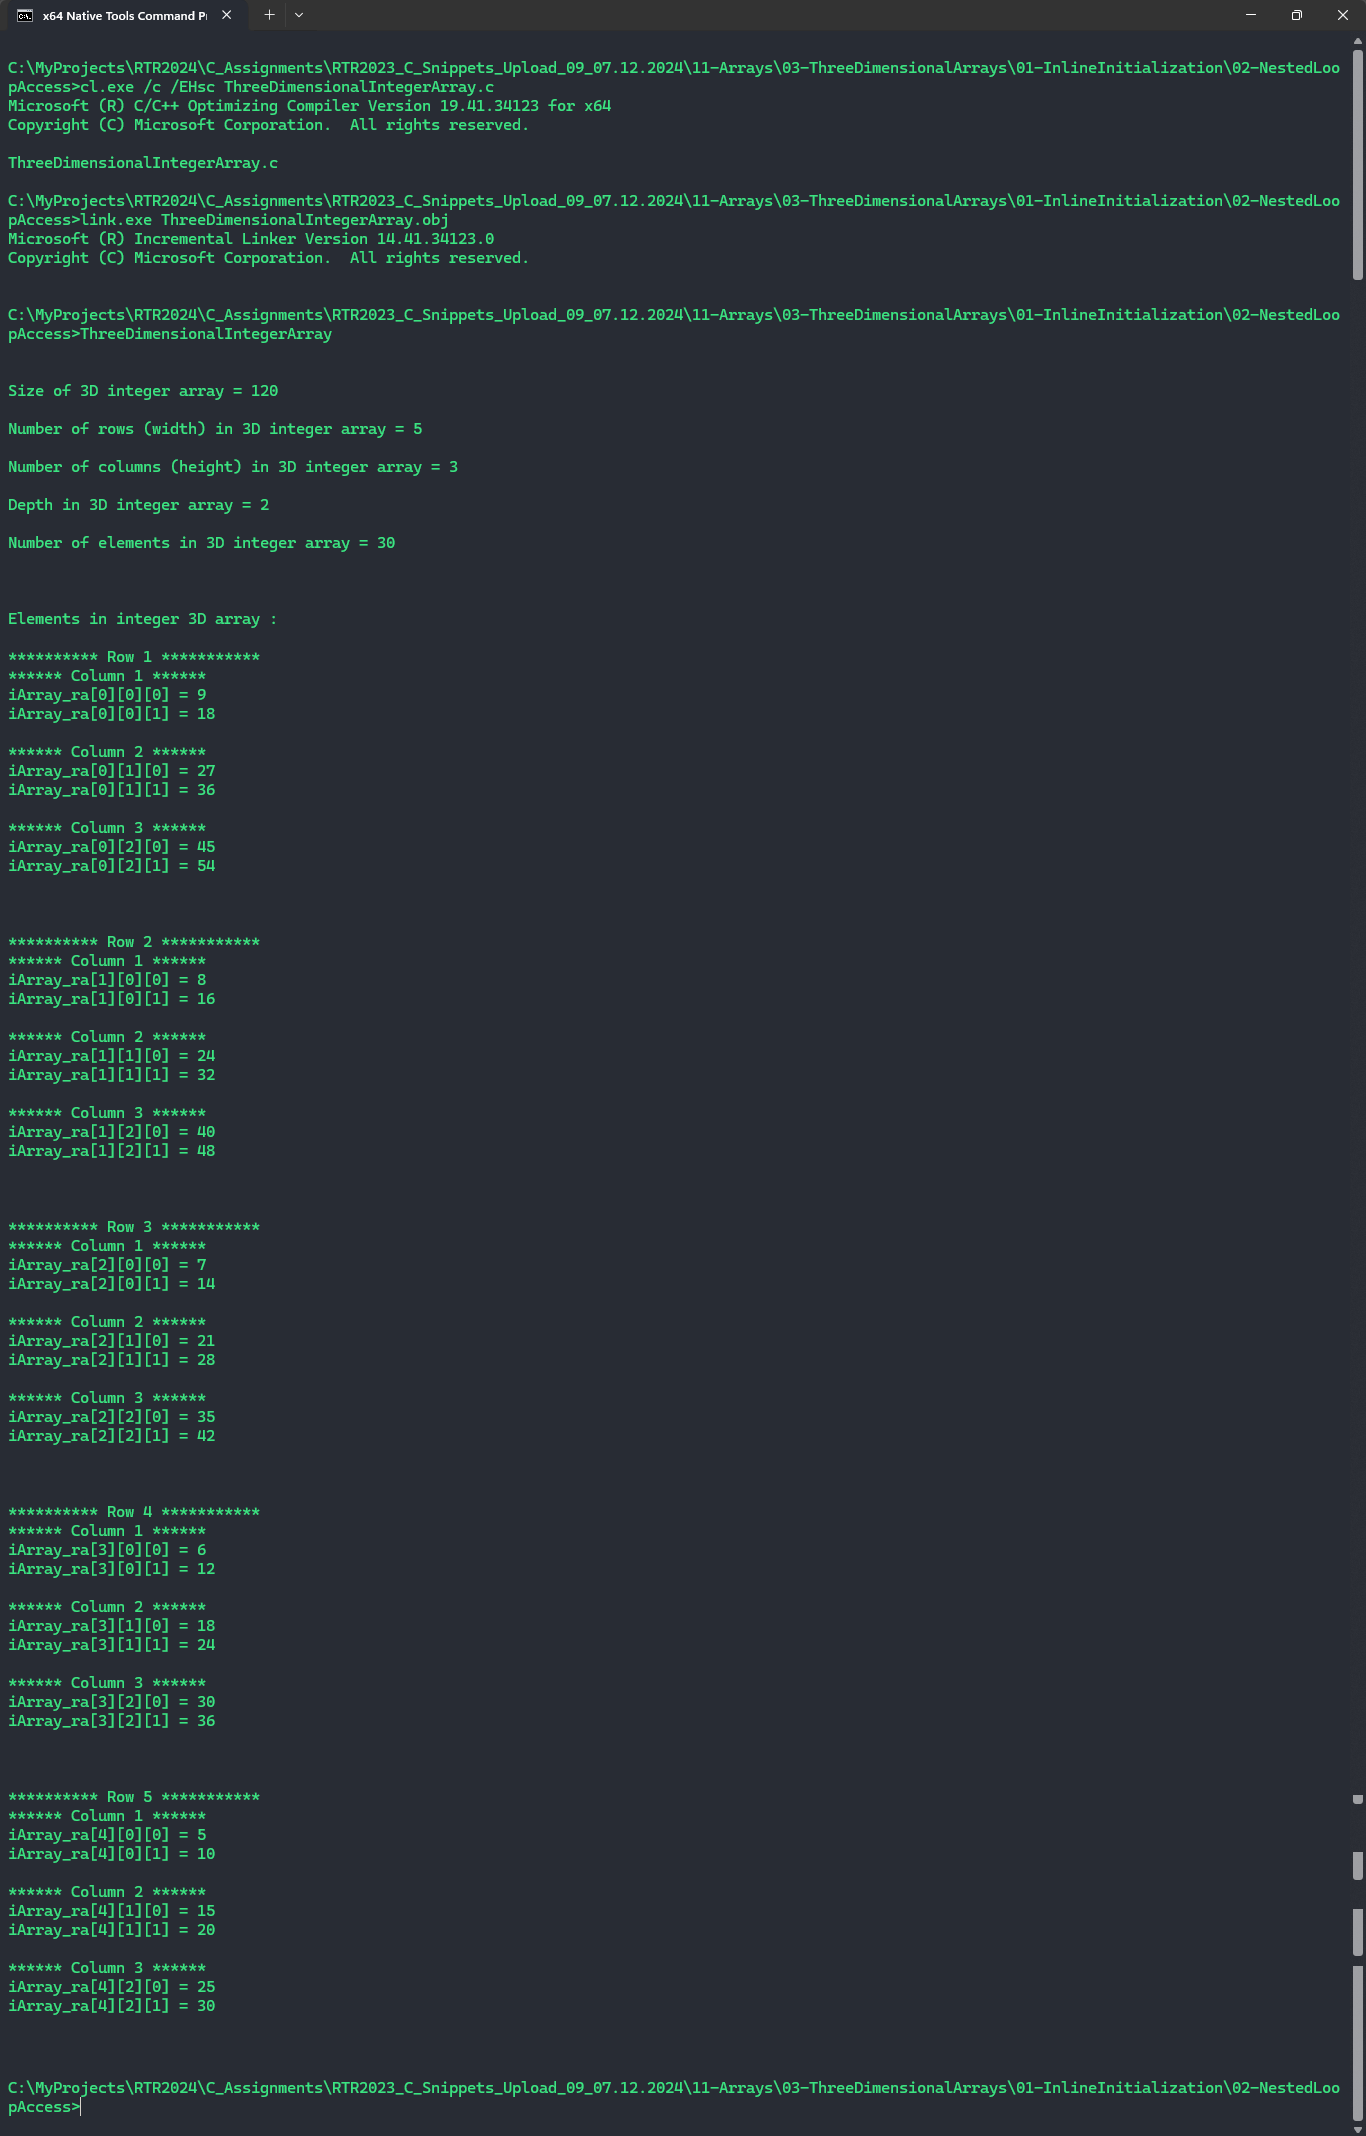 x64 Native Tools Command Pr
C:\MyProjects\RTR2024\C_Assignments\RTR2023_C_Snippets_Upload_09_07.12.2024\11-Arrays\03-ThreeDimensionalArrays\01-InlineInitialization\02-NestedLoo
pAccess>cl.exe /c /EHsc ThreeDimensionalIntegerArray.c
Microsoft (R) C/C++ Optimizing Compiler Version 19.41.34123 for x64
Copyright (C) Microsoft Corporation.  All rights reserved.
ThreeDimensionalIntegerArray.c
C:\MyProjects\RTR2024\C_Assignments\RTR2023_C_Snippets_Upload_09_07.12.2024\11-Arrays\03-ThreeDimensionalArrays\01-InlineInitialization\02-NestedLoo
pAccess>link.exe ThreeDimensionalIntegerArray.obj
Microsoft (R) Incremental Linker Version 14.41.34123.0
Copyright (C) Microsoft Corporation.  All rights reserved.
C:\MyProjects\RTR2024\C_Assignments\RTR2023_C_Snippets_Upload_09_07.12.2024\11-Arrays\03-ThreeDimensionalArrays\01-InlineInitialization\02-NestedLoo
pAccess>ThreeDimensionalIntegerArray
Size of 3D integer array = 120
Number of rows (width) in 3D integer array = 5
Number of columns (height) in 3D integer array = 3
Depth in 3D integer array = 2
Number of elements in 3D integer array = 30
Elements in integer 3D array :
********** Row 1 ***********
****** Column 1 ******
iArray_ra[0][0][0] = 9
iArray_ra[0][0][1] = 18
****** Column 2 ******
iArray_ra[0][1][0] = 27
iArray_ra[0][1][1] = 36
****** Column 3 ******
iArray_ra[0][2][0] = 45
iArray_ra[0][2][1] = 54
********** Row 2 ***********
****** Column 1 ******
iArray_ra[1][0][0] = 8
iArray_ra[1][0][1] = 16
****** Column 2 ******
iArray_ra[1][1][0] = 24
iArray_ra[1][1][1] = 32
****** Column 3 ******
iArray_ra[1][2][0] = 40
iArray_ra[1][2][1] = 48
********** Row 3 ***********
****** Column 1 ******
iArray_ra[2][0][0] = 7
iArray_ra[2][0][1] = 14
****** Column 2 ******
iArray_ra[2][1][0] = 21
iArray_ra[2][1][1] = 28
****** Column 3 ******
iArray_ra[2][2][0] = 35
iArray_ra[2][2][1] = 42
********** Row 4 ***********
****** Column 1 ******
iArray_ra[3][0][0] = 6
iArray_ra[3][0][1] = 12
****** Column 2 ******
iArray_ra[3][1][0] = 18
iArray_ra[3][1][1] = 24
****** Column 3 ******
iArray_ra[3][2][0] = 30
iArray_ra[3][2][1] = 36
********** Row 5 ***********
****** Column 1 ******
iArray_ra[4][0][0] = 5
iArray_ra[4][0][1] = 10
****** Column 2 ******
iArray_ra[4][1][0] = 15
iArray_ra[4][1][1] = 20
****** Column 3 ******
iArray_ra[4][2][0] = 25
iArray_ra[4][2][1] = 30
C:\MyProjects\RTR2024\C_Assignments\RTR2023_C_Snippets_Upload_09_07.12.2024\11-Arrays\03-ThreeDimensionalArrays\01-InlineInitialization\02-NestedLoo
pAccess>